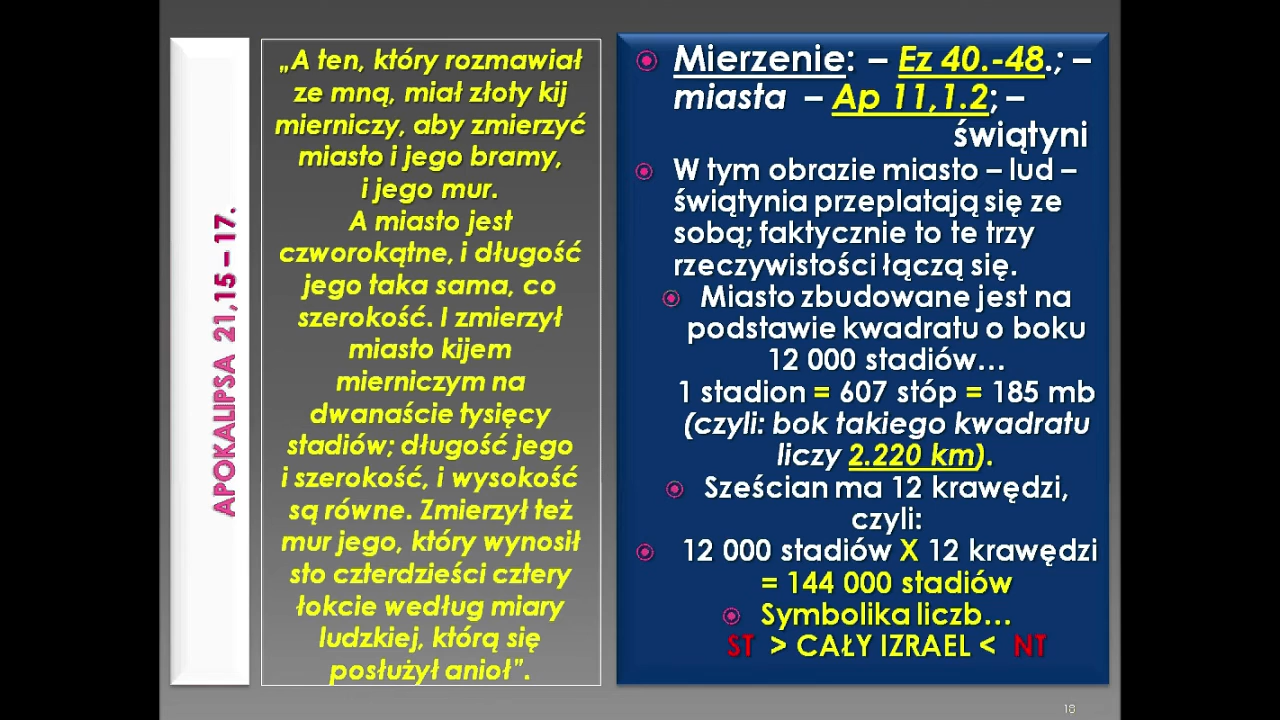 APOKALIPSA 21,15 – 17.
„A ten, który rozmawiał
ze mną, miał złoty kij
mierniczy, aby zmierzyć
miasto i jego bramy,
i jego mur.
A miasto jest
czworokątne, i długość
jego taka sama, co
szerokość. I zmierzył
miasto kijem
mierniczym na
dwanaście tysięcy
stadiów; długość jego
i szerokość, i wysokość
są równe. Zmierzył też
mur jego, który wynosił
sto czterdzieści cztery
łokcie według miary
ludzkiej, którą się
posłużył anioł”.
Mierzenie: – Ez 40.-48.; –
miasta – Ap 11,1.2; –
świątyni
W tym obrazie miasto – lud –
świątynia przeplatają się ze
sobą; faktycznie to te trzy
rzeczywistości łączą się.
Miasto zbudowane jest na
podstawie kwadratu o boku
12 000 stadiów…
1 stadion = 607 stóp = 185 mb
(czyli: bok takiego kwadratu
liczy 2.220 km).
Sześcian ma 12 krawędzi,
czyli:
12 000 stadiów X 12 krawędzi
= 144 000 stadiów
Symbolika liczb…
ST > CAŁY IZRAEL < NT
18